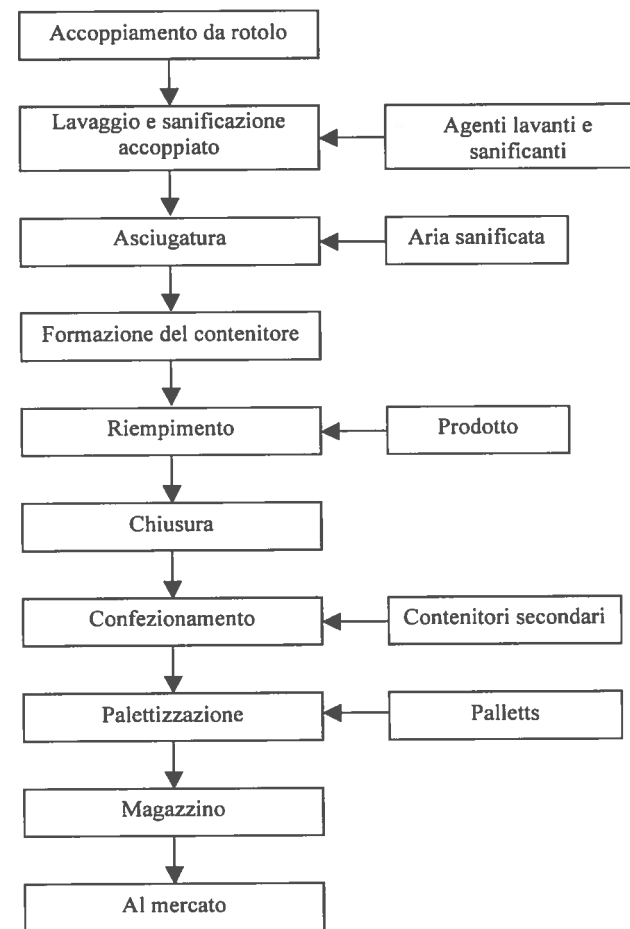 Accoppiamento da rotolo
Lavaggio e sanificazione
accoppiato
Agenti lavanti e
sanificanti
Asciugatura
Aria sanificata
Formazione del contenitore
Riempimento
Prodotto
Chiusura
Confezionamento
Contenitori secondari
Palettizzazione
Palletts
Magazzino
Al mercato